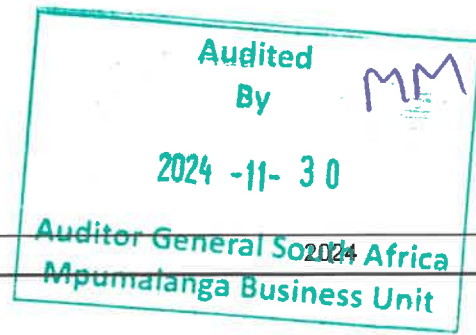 Audited
By
MM
2024 -11- 30
Auditor General South Africa
2024
Mpumalanga Business Unit